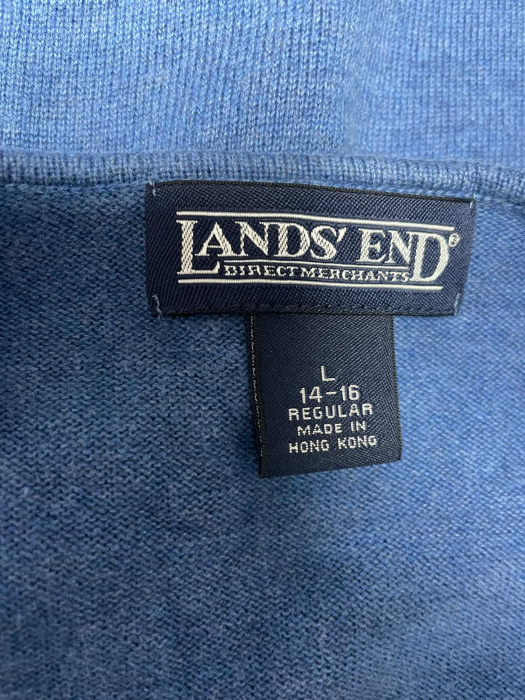 LANDS' END®
DIRECT MERCHANTS
L
14-16
REGULAR
MADE IN
HONG KONG